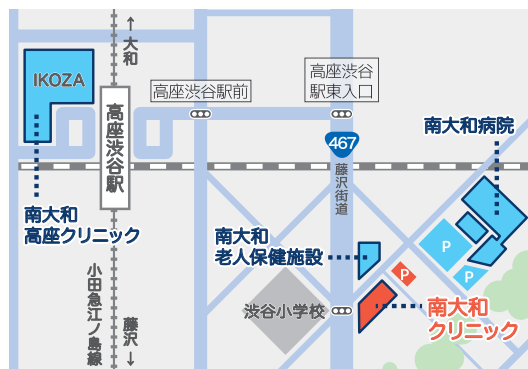 ↑大和
IKOZA
高座渋谷駅前
高座渋谷
駅東入口
467
藤沢街道
高座渋谷駅
南大和病院
南大和
高座クリニック
南大和
老人保健施設
P
P
P
渋谷小学校
南大和
クリニック
小田急江ノ島線
藤沢↓